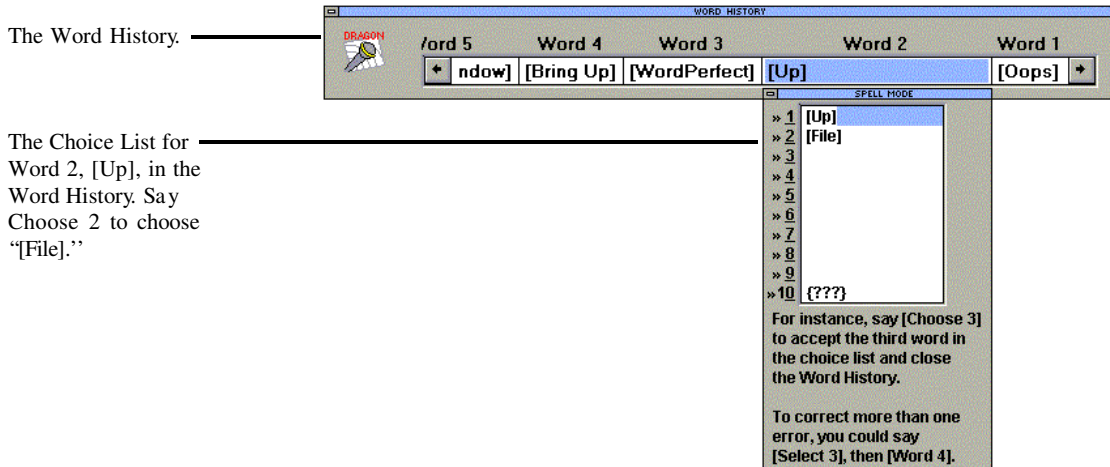 WORD HISTORY
The Word History.
DRAGON
/ord 5 Word 4 Word 3 Word 2 Word 1
ndow] [Bring Up] [WordPerfect] [Up] [Oops]
SPELL MODE
The Choice List for
Word 2, [Up], in the
Word History. Say
Choose 2 to choose
“[File].’’
» 1 [Up]
» 2 [File]
» 3
» 4
» 5
» 6
» 7
» 8
» 9
»10 {???}
For instance, say [Choose 3]
to accept the third word in
the choice list and close
the Word History.
To correct more than one
error, you could say
[Select 3], then [Word 4].